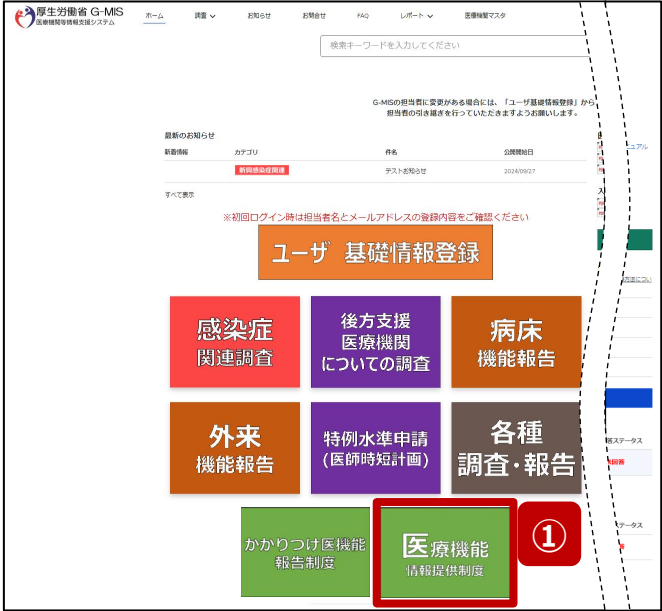 厚生労働省 G-MIS
医療機関等情報支援システム
ホーム 調査 お知らせ お問合せ FAQ レポート 医療機関マスタ
検索キーワードを入力してください
G-MISの担当者に変更がある場合には、「ユーザ基礎情報登録」から
担当者の引き継ぎを行っていただきますようお願いします。
最新のお知らせ
新着情報 カテゴリ 件名 公開開始日
新興感染症関連 テストお知らせ 2024/09/27
ュアル
すべて表示
入
※初回ログイン時は担当者名とメールアドレスの登録内容をご確認ください
ユーザ 基礎情報登録
感染症
関連調査
後方支援
医療機関
についての調査
病床
機能報告
外来
機能報告
特例水準申請
(医師時短計画)
各種
調査・報告
答ステータス
かかりつけ医機能
報告制度
医療機能
情報提供制度
①
ータス